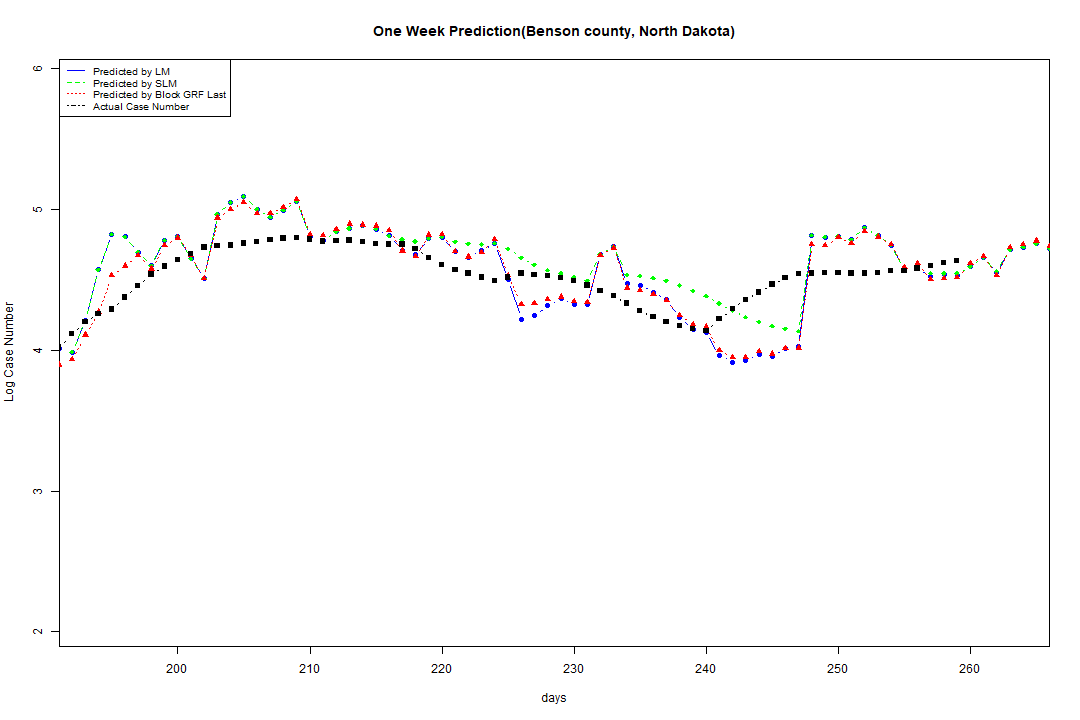 One Week Prediction(Benson county, North Dakota)
Predicted by LM
Predicted by SLM
Predicted by Block GRF Last
Actual Case Number
6
5
4
3
2
Log Case Number
200 210 220 230 240 250 260
days